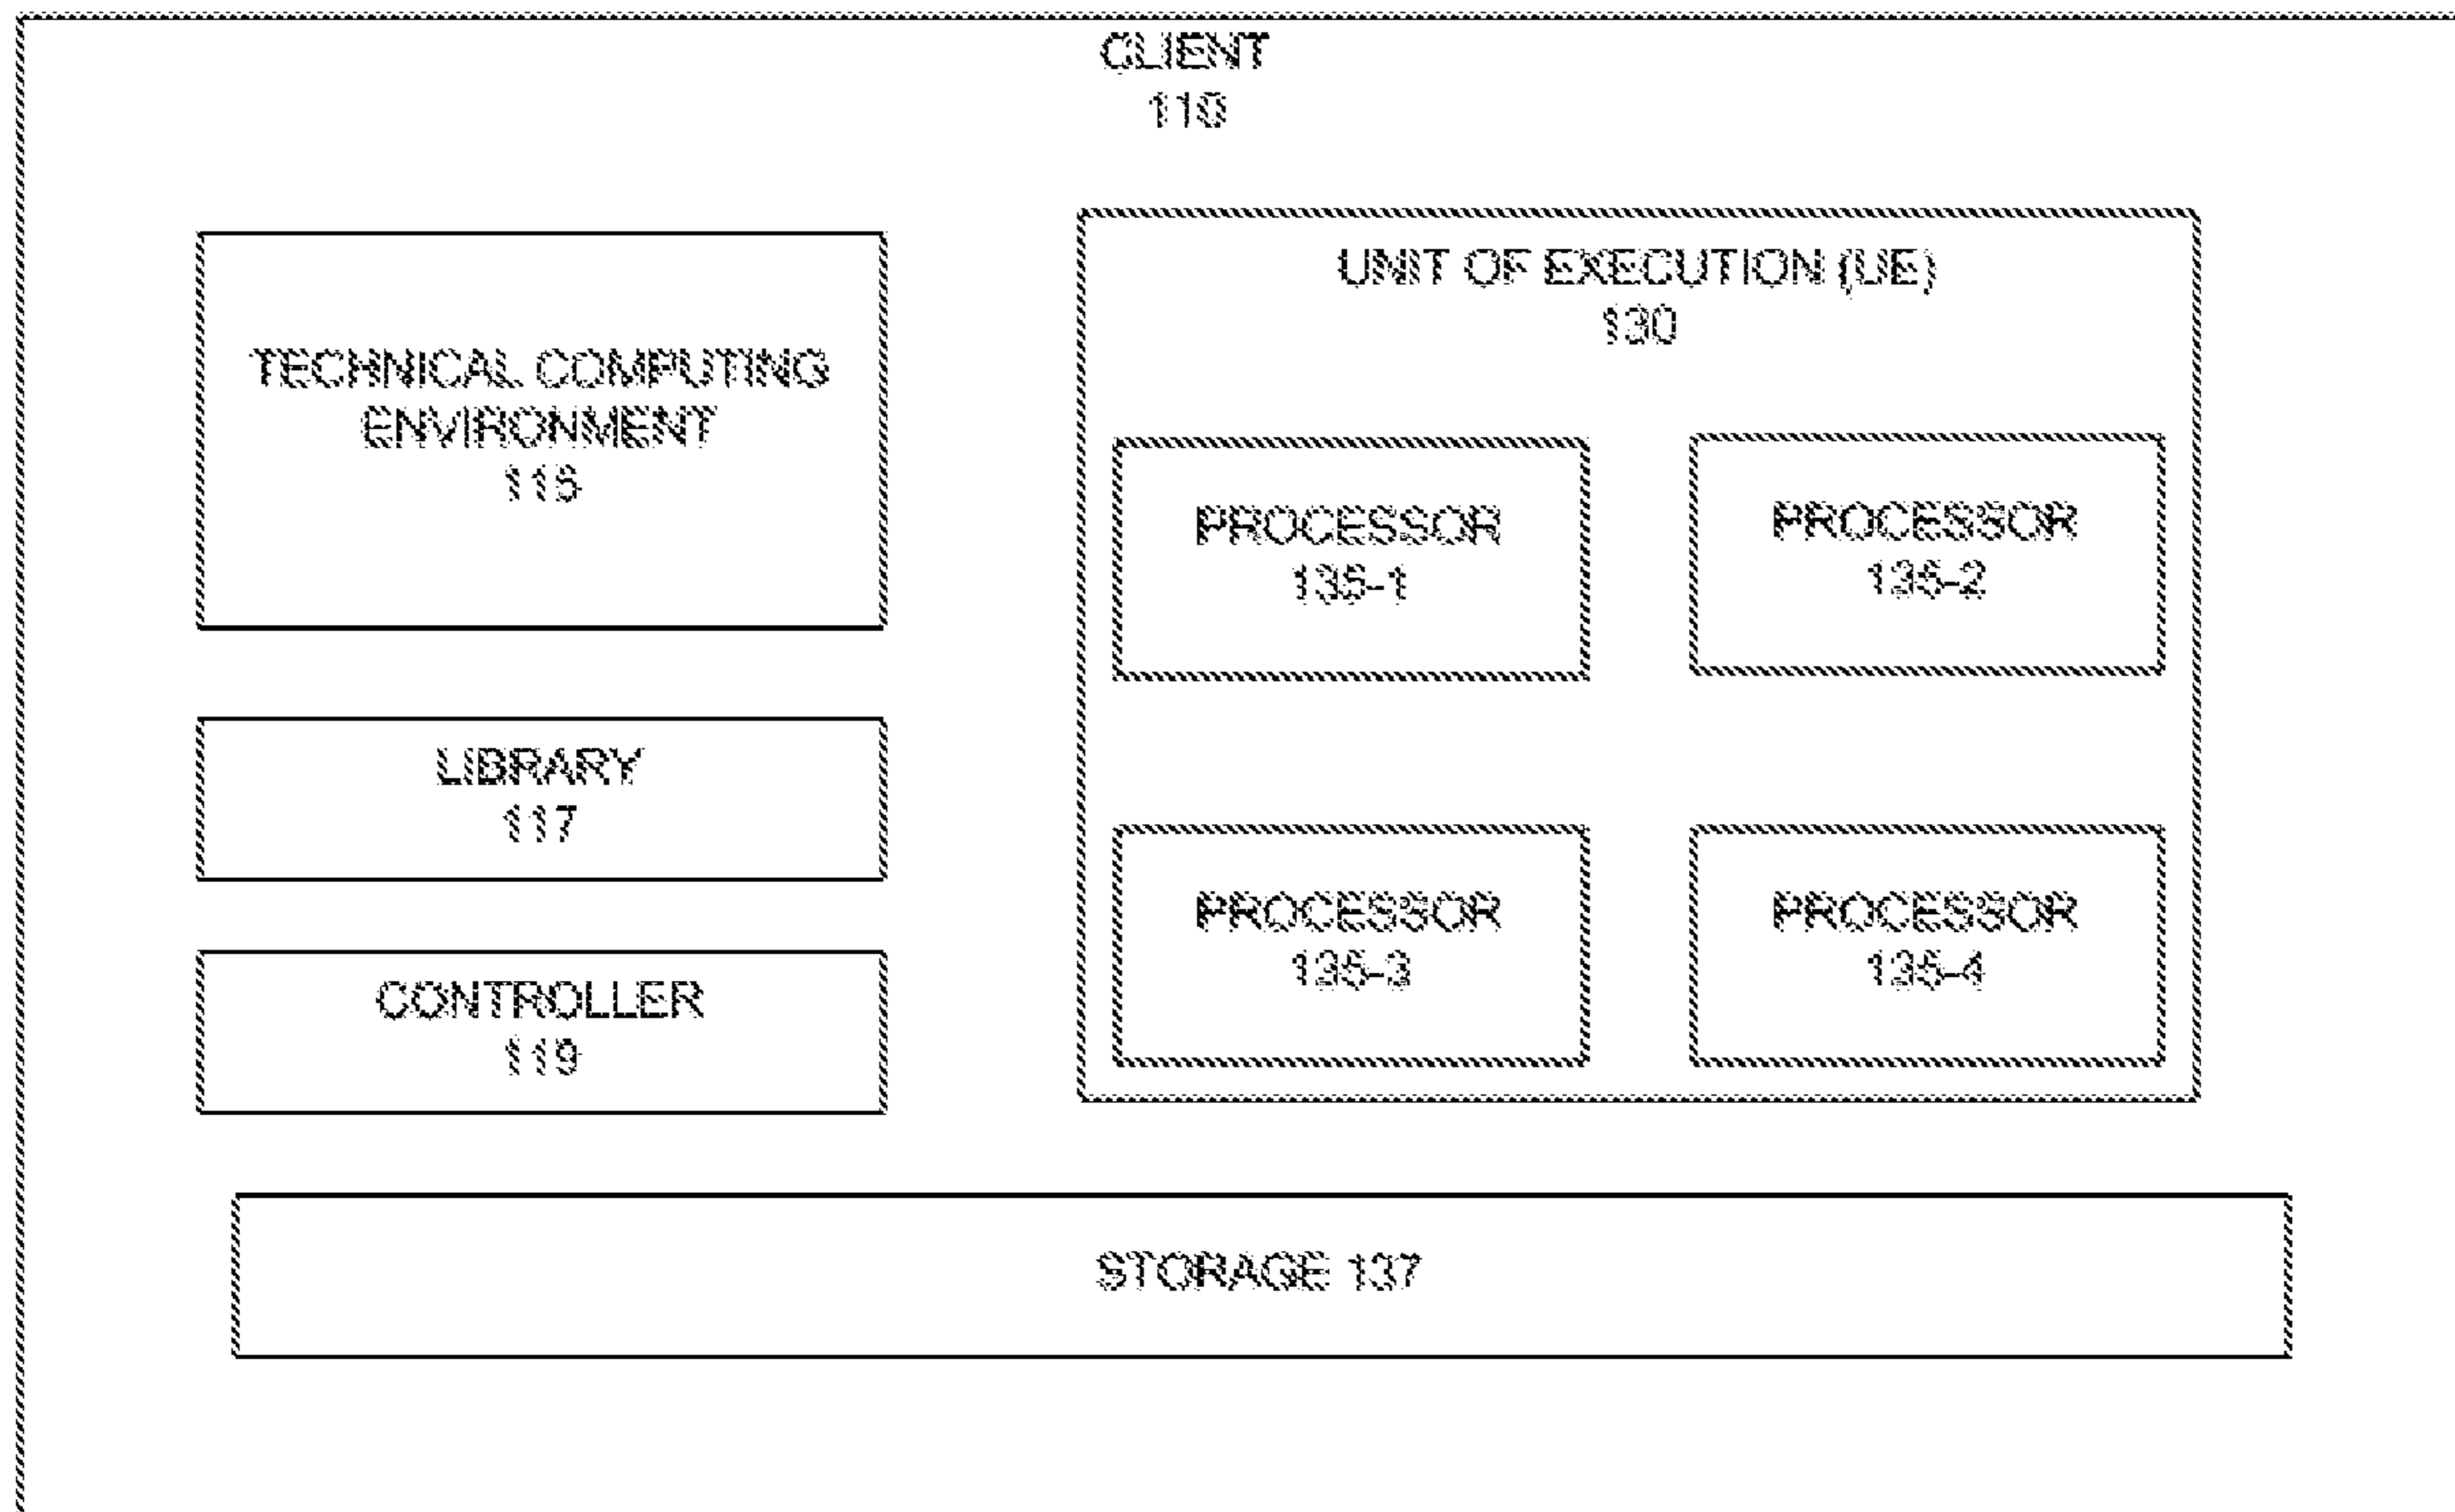 CLIENT
110
TECHNICAL COMPUTING
ENVIRONMENT
115
LIBRARY
117
CONTROLLER
119
UNIT OF EXECUTION (UE)
130
PROCESSOR
135-1
PROCESSOR
135-2
PROCESSOR
135-3
PROCESSOR
135-4
STORAGE 137